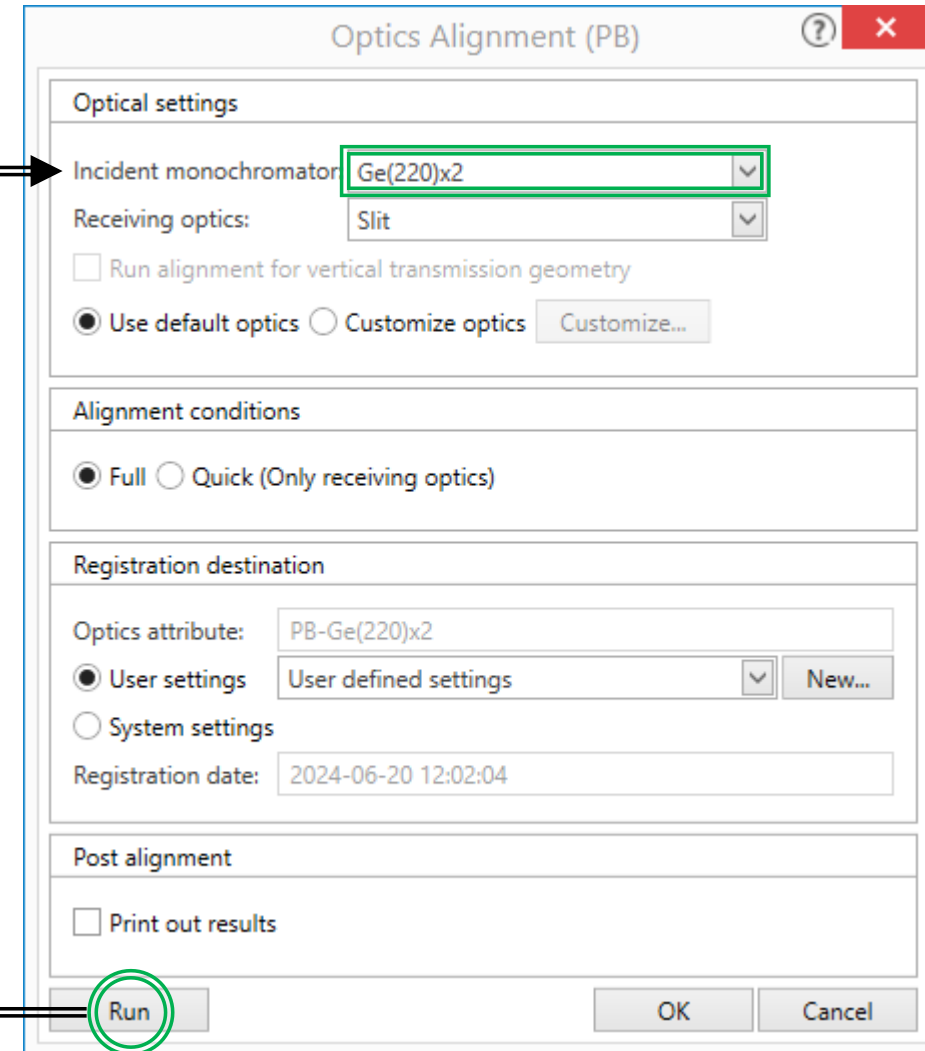 Optics Alignment (PB) ?
Optical settings
Incident monochromator: Ge(220)x2
Receiving optics: Slit
Run alignment for vertical transmission geometry
Use default optics Customize optics Customize...
Alignment conditions
Full Quick (Only receiving optics)
Registration destination
Optics attribute: PB-Ge(220)x2
User settings User defined settings New...
System settings
Registration date: 2024-06-20 12:02:04
Post alignment
Print out results
Run OK Cancel